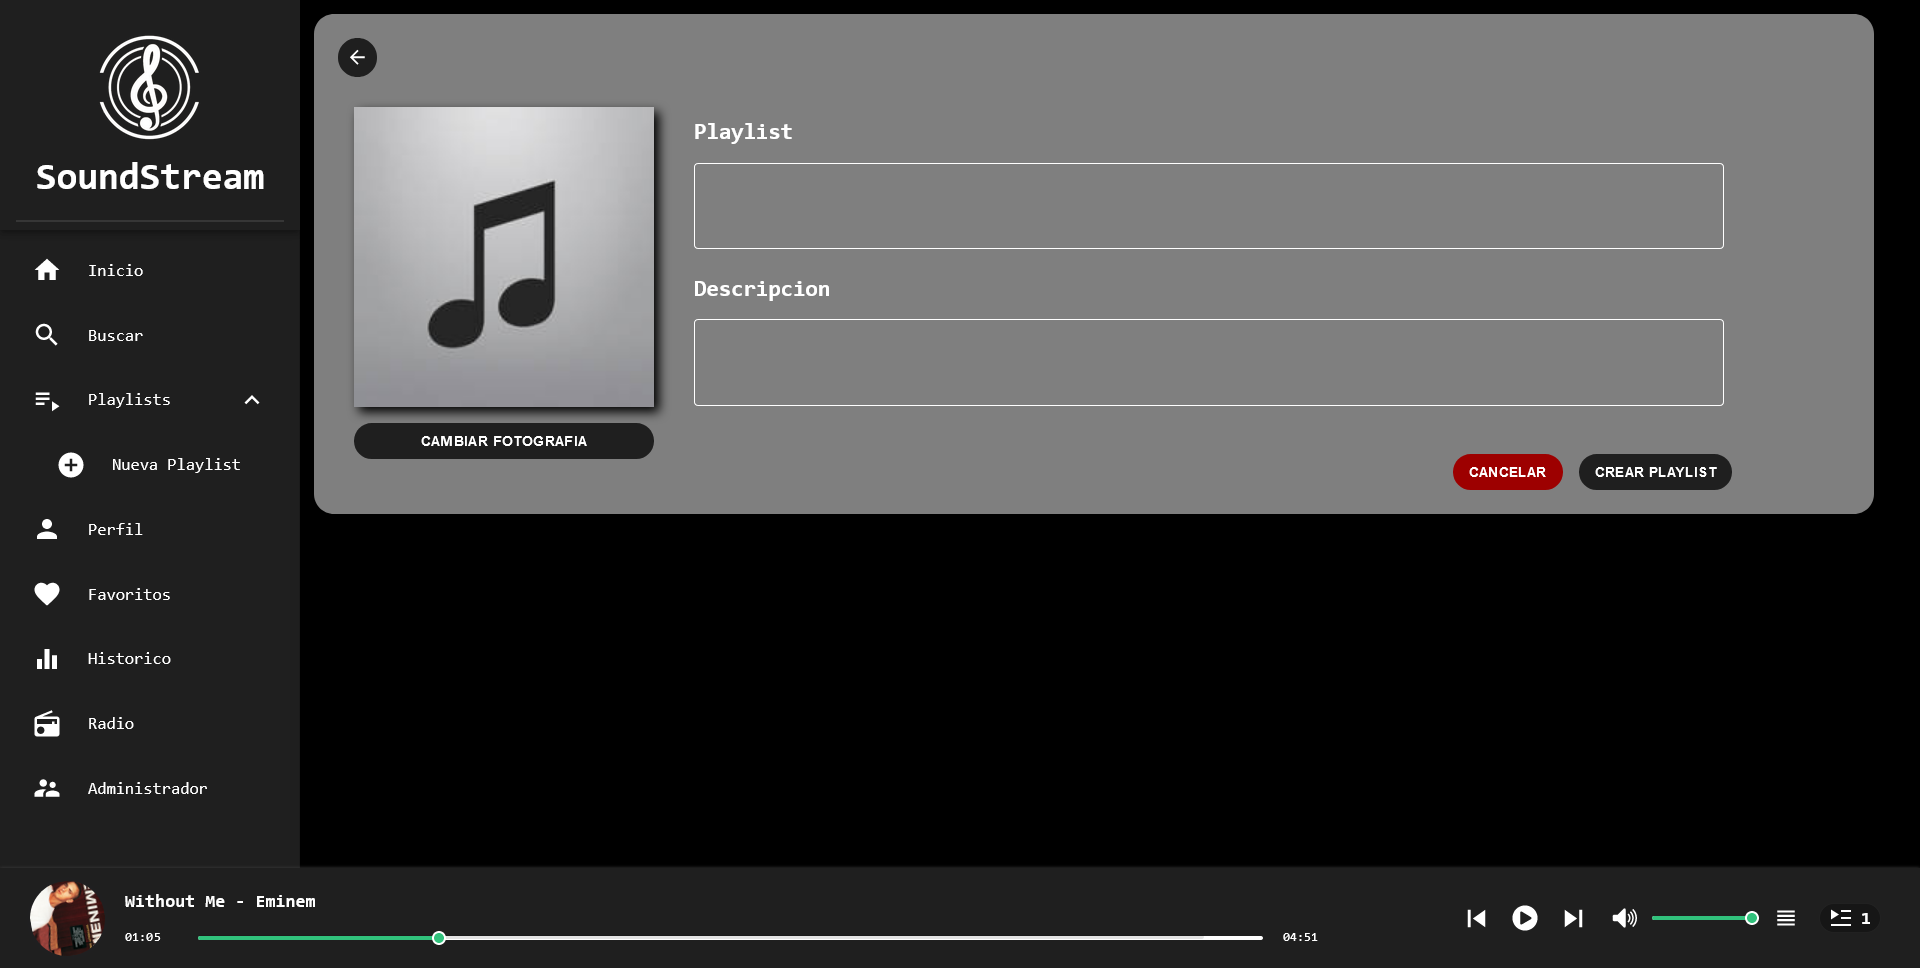 SoundStream
Inicio
Buscar
Playlists
Nueva Playlist
Perfil
Favoritos
Historico
Radio
Administrador
Playlist
Descripcion
CAMBIAR FOTOGRAFIA
CANCELAR
CREAR PLAYLIST
Without Me - Eminem
01:05
04:51
1